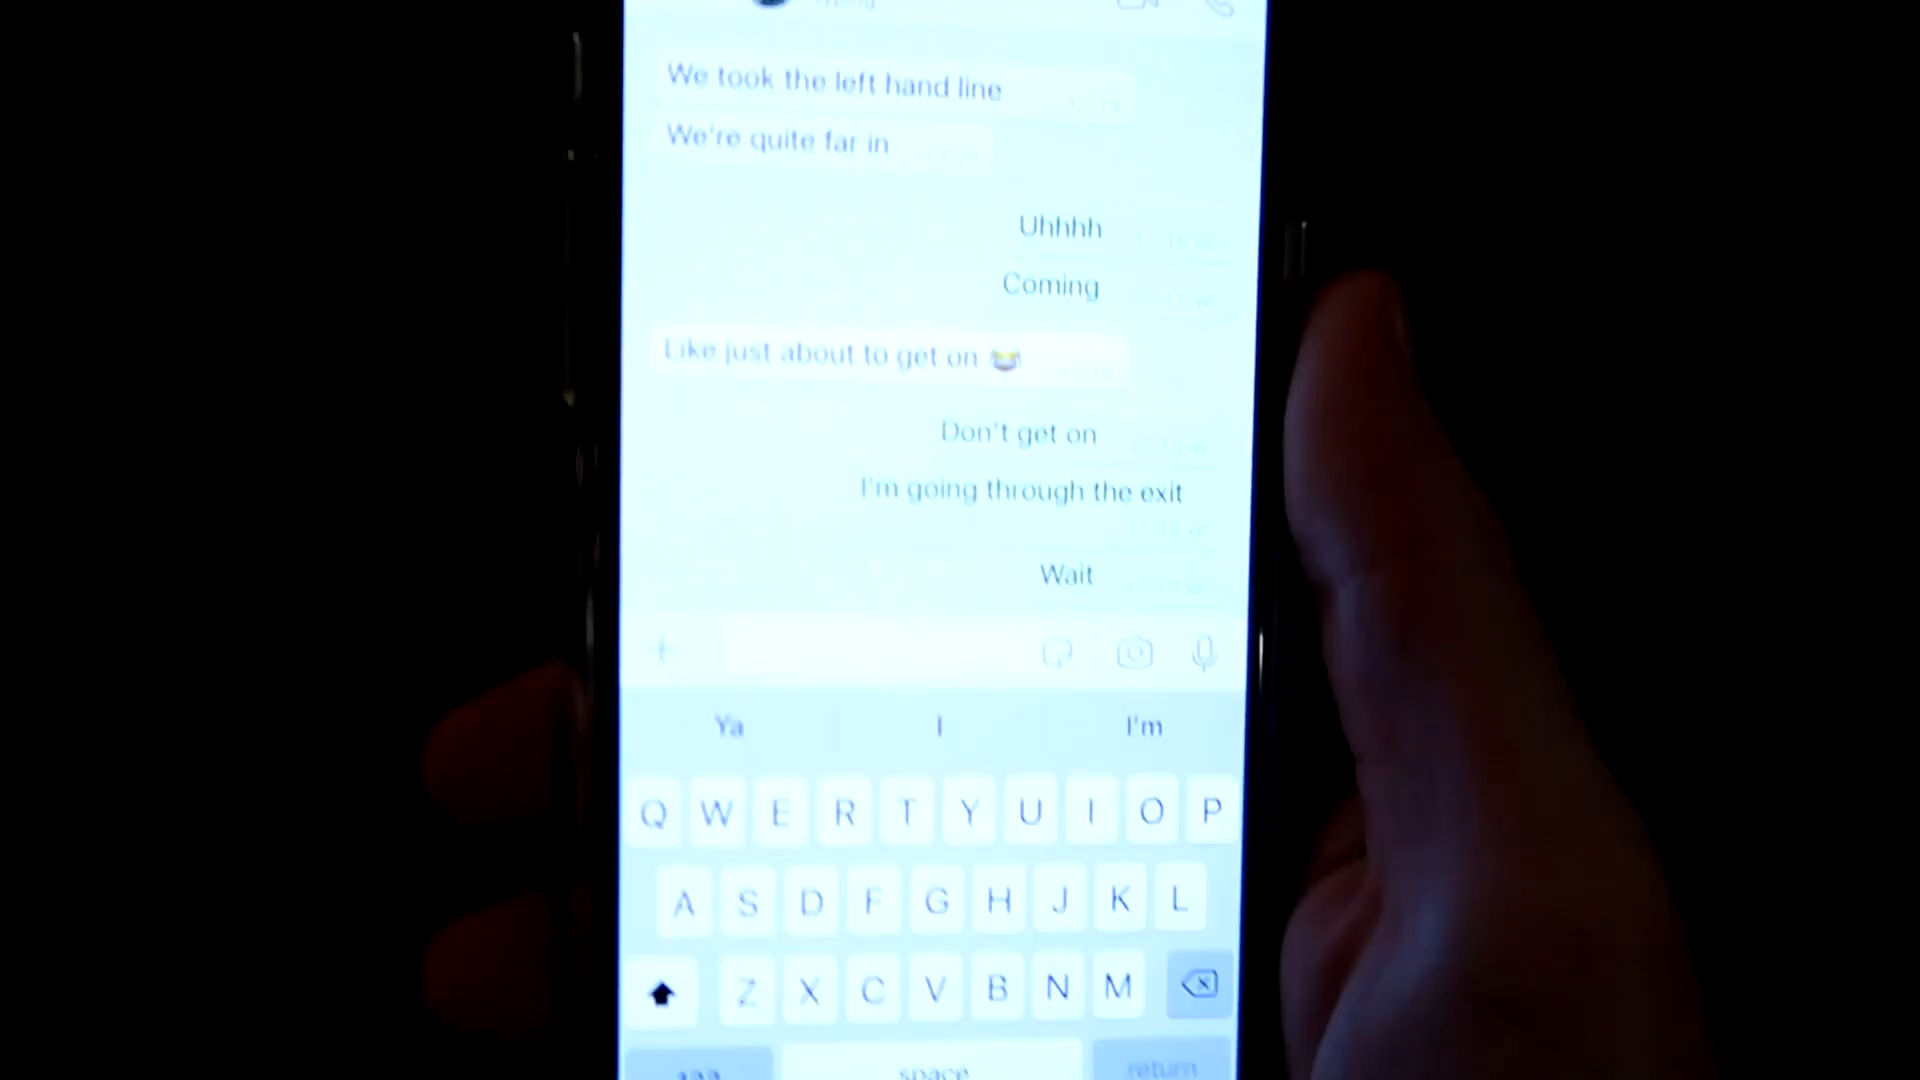 We took the left hand line
We're quite far in
Uhhhh
Coming
Like just about to get on 😂
Don't get on
I'm going through the exit
Wait
Ya I I'm
Q W E R T Y U I O P
A S D F G H J K L
Z X C V B N M
space return